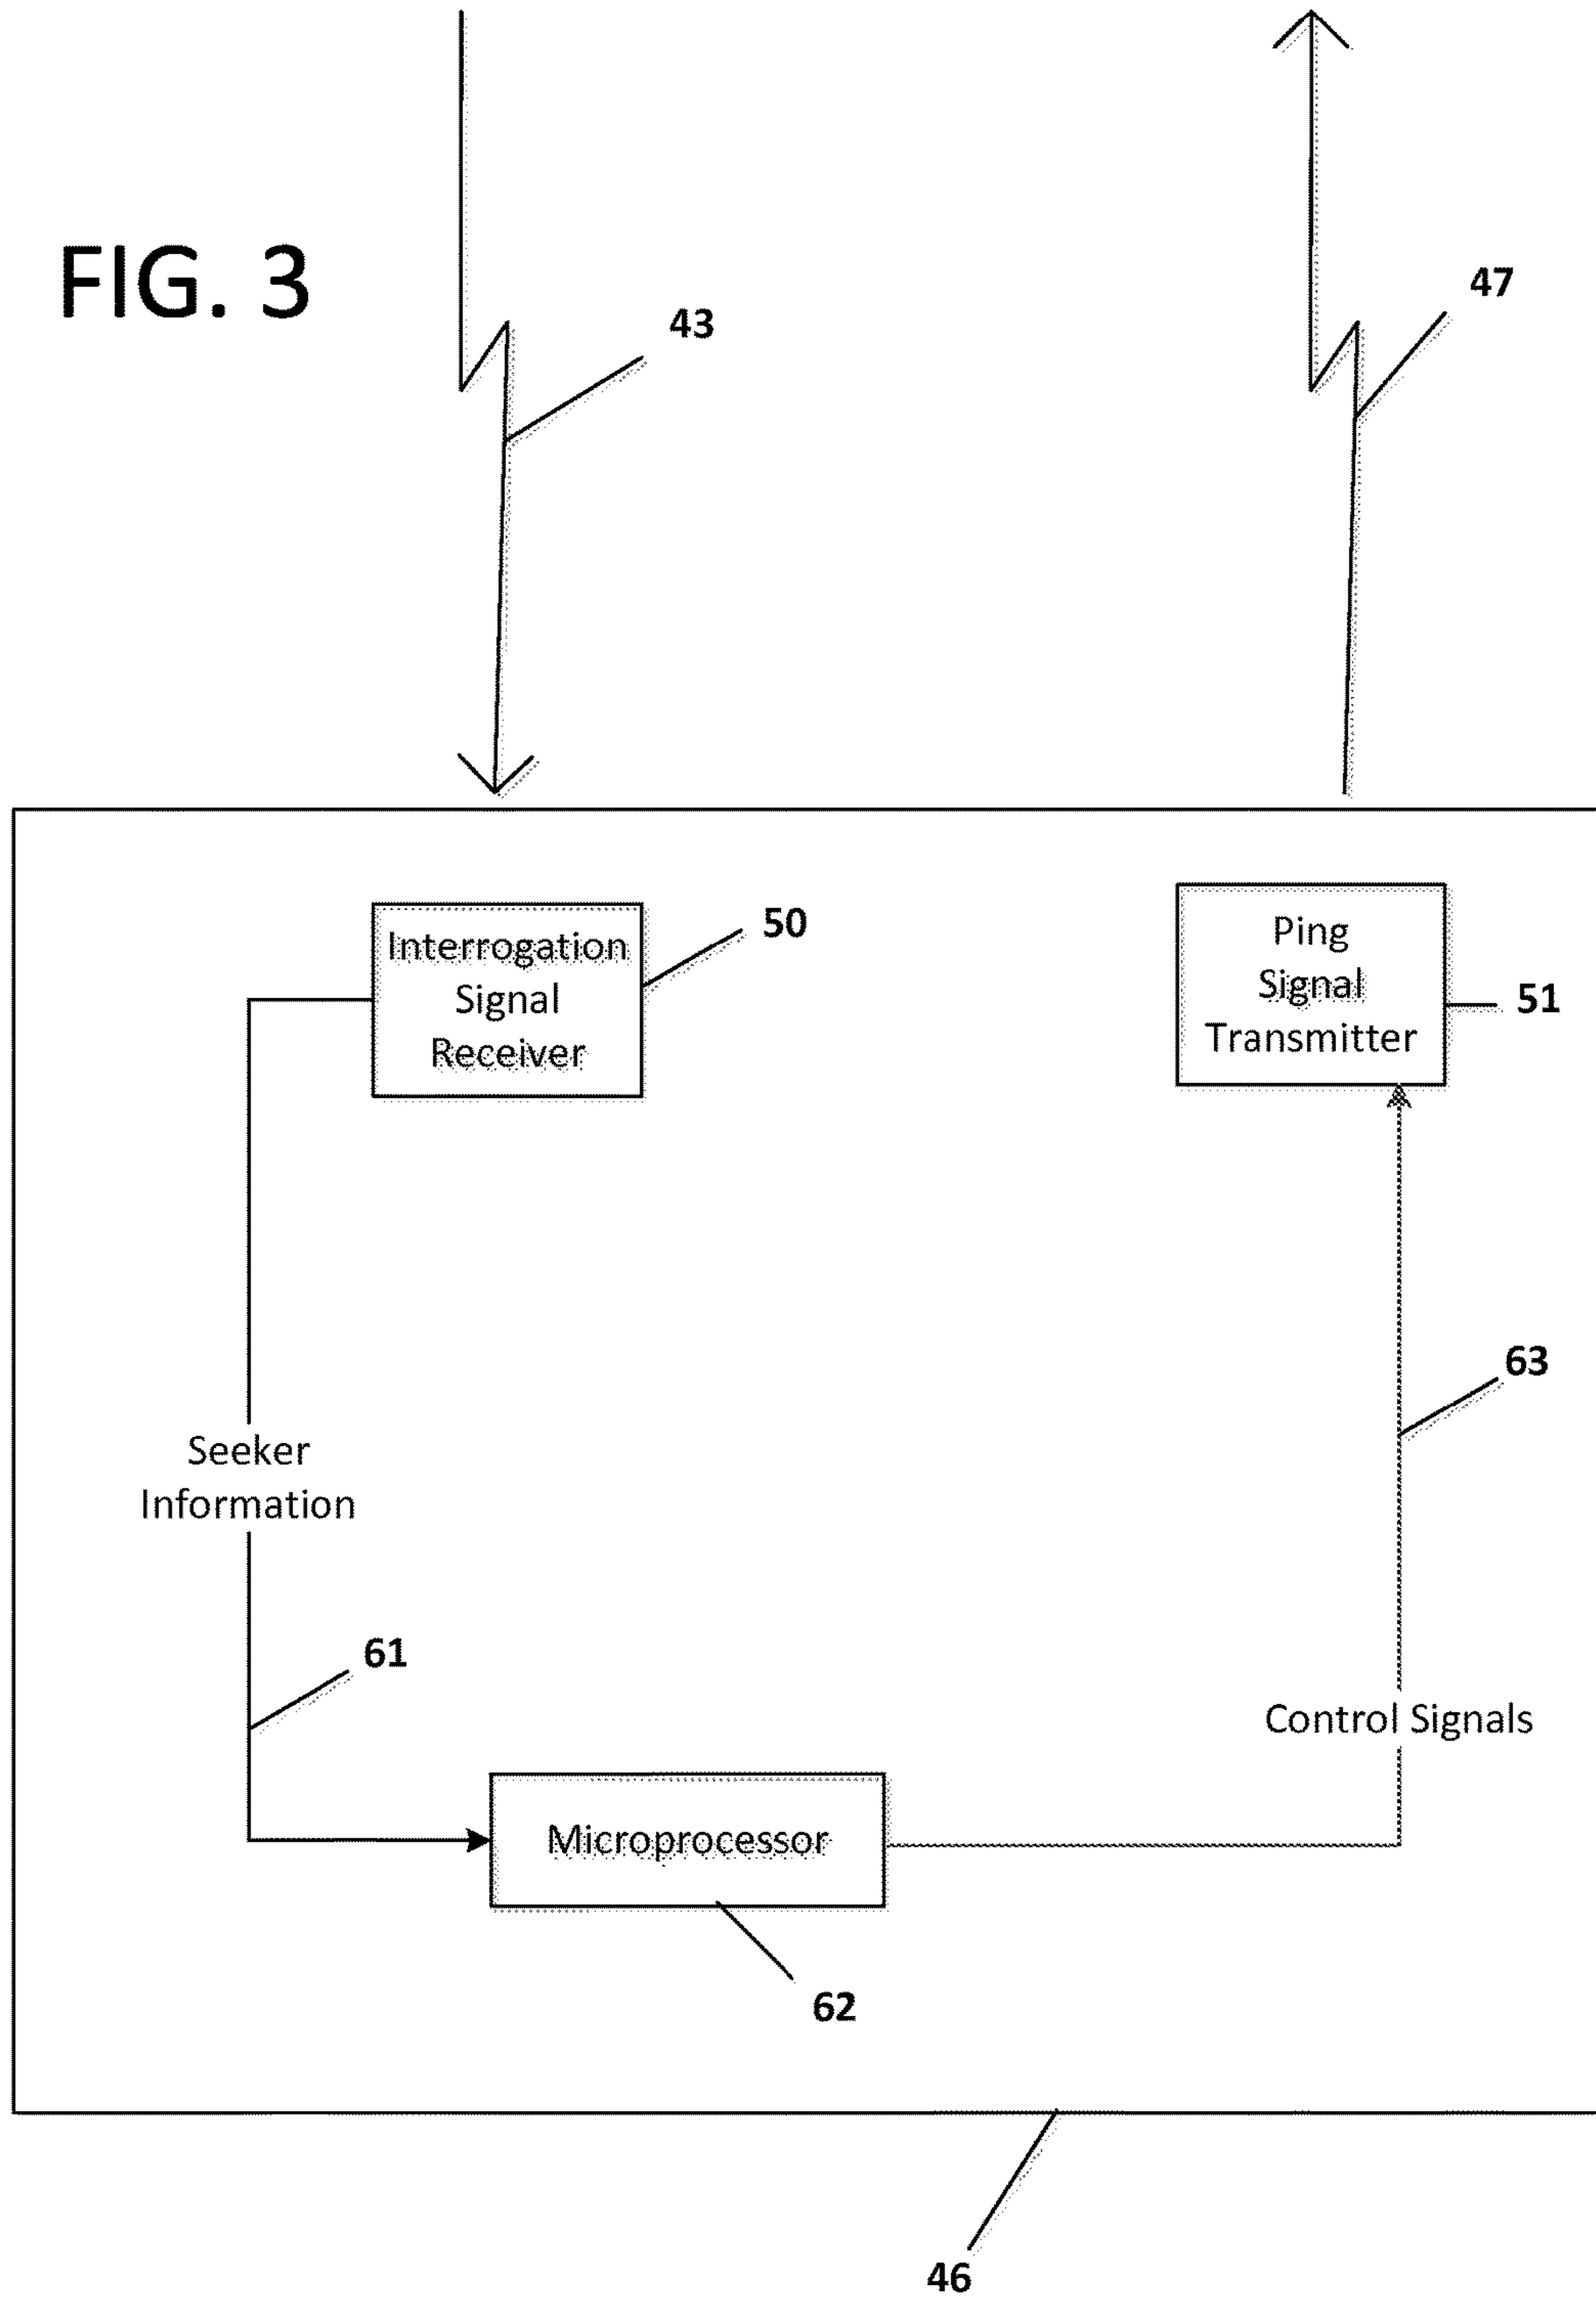 FIG. 3
43
47
Interrogation
Signal
Receiver
50
Ping
Signal
Transmitter
51
63
Seeker
Information
61
Control Signals
Microprocessor
62
46